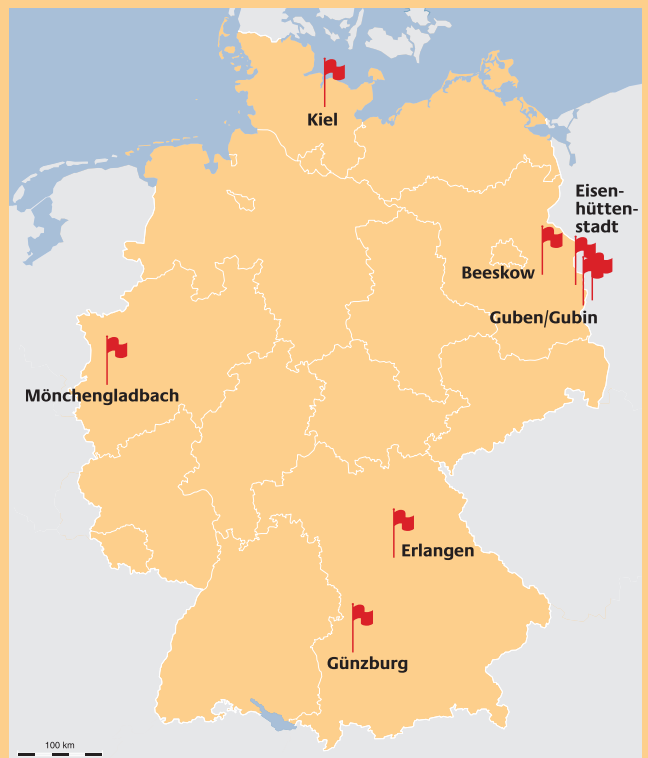 Kiel
Eisen-
hütten-
stadt
Beeskow
Guben/Gubin
Mönchengladbach
Erlangen
Günzburg
100 km